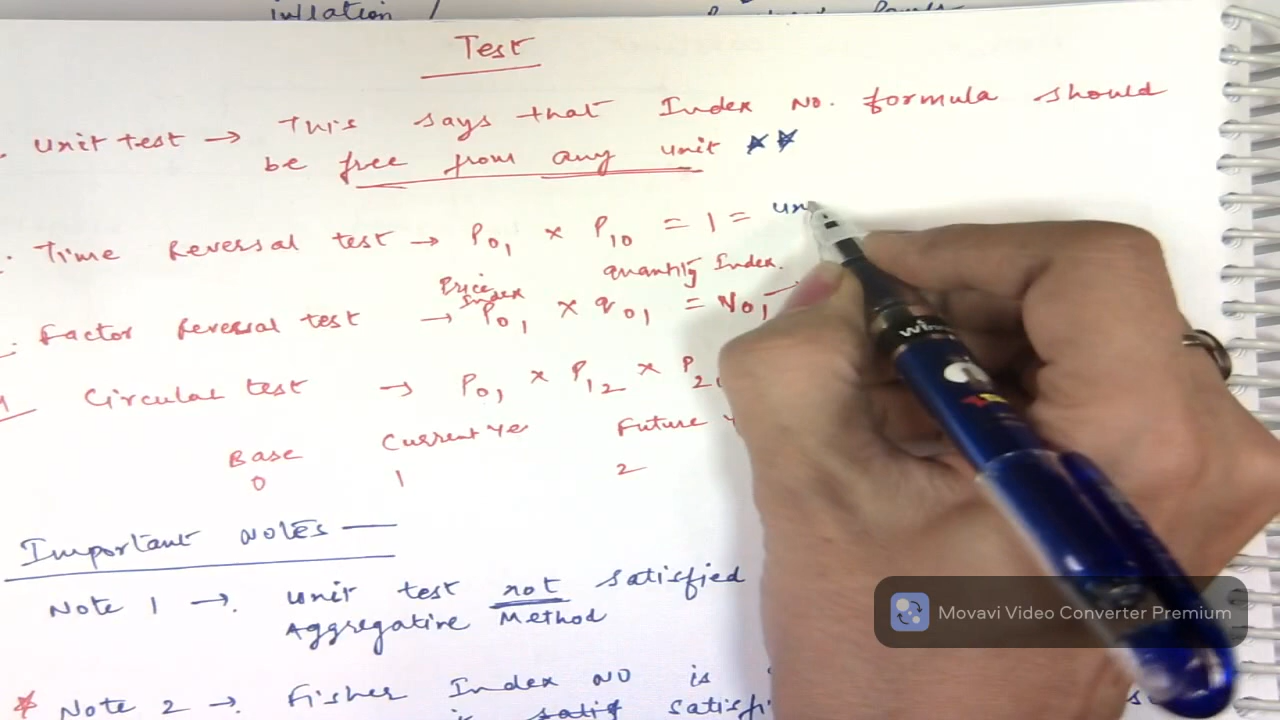 inflation /
Test
Unit test → This says that Index No. formula should
be free from any unit ★★
Time Reversal test → P01 × P10 = 1 = un
Price Index
quantity Index.
Factor Reversal test → P01 × q01 = V01
Circular test → P01 × P12 × P2
Base Current Ye Future Y
0 1 2
Important Notes —
Note 1 →. Unit test not satisfied
Aggregative Method
★ Note 2 →. Fisher Index NO is
satisfi
Movavi Video Converter Premium